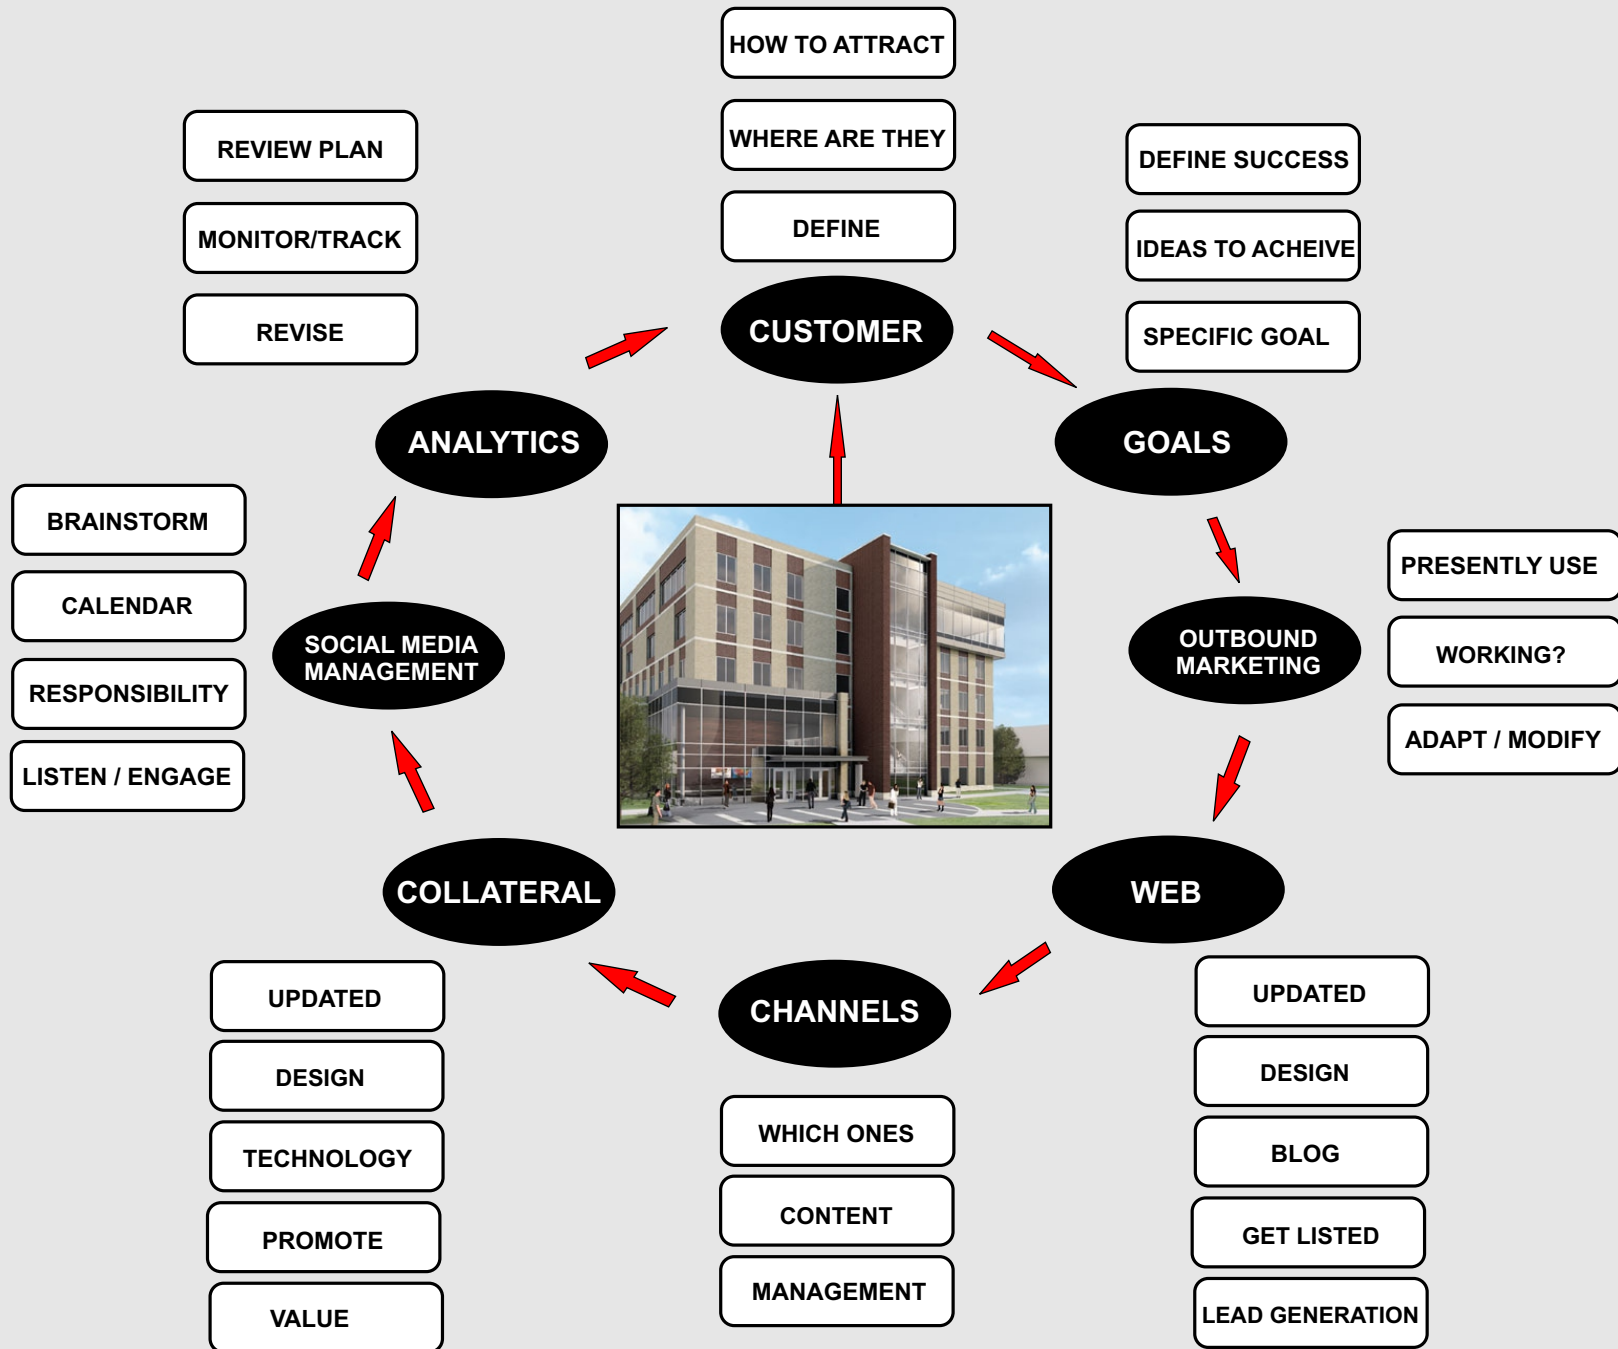 HOW TO ATTRACT
WHERE ARE THEY
DEFINE
CUSTOMER
DEFINE SUCCESS
IDEAS TO ACHEIVE
SPECIFIC GOAL
GOALS
PRESENTLY USE
WORKING?
ADAPT / MODIFY
OUTBOUND
MARKETING
WEB
UPDATED
DESIGN
BLOG
GET LISTED
LEAD GENERATION
CHANNELS
WHICH ONES
CONTENT
MANAGEMENT
COLLATERAL
UPDATED
DESIGN
TECHNOLOGY
PROMOTE
VALUE
SOCIAL MEDIA
MANAGEMENT
BRAINSTORM
CALENDAR
RESPONSIBILITY
LISTEN / ENGAGE
REVIEW PLAN
MONITOR/TRACK
REVISE
ANALYTICS